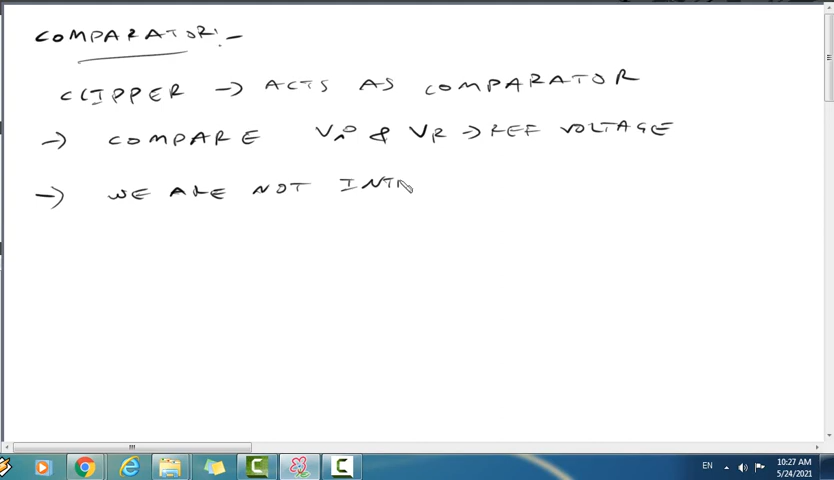 COMPARATOR:-
CLIPPER → ACTS AS COMPARATOR
→ COMPARE Vi & VR → REF VOLTAGE
→ WE ARE NOT INT
EN
10:27 AM
5/24/2021